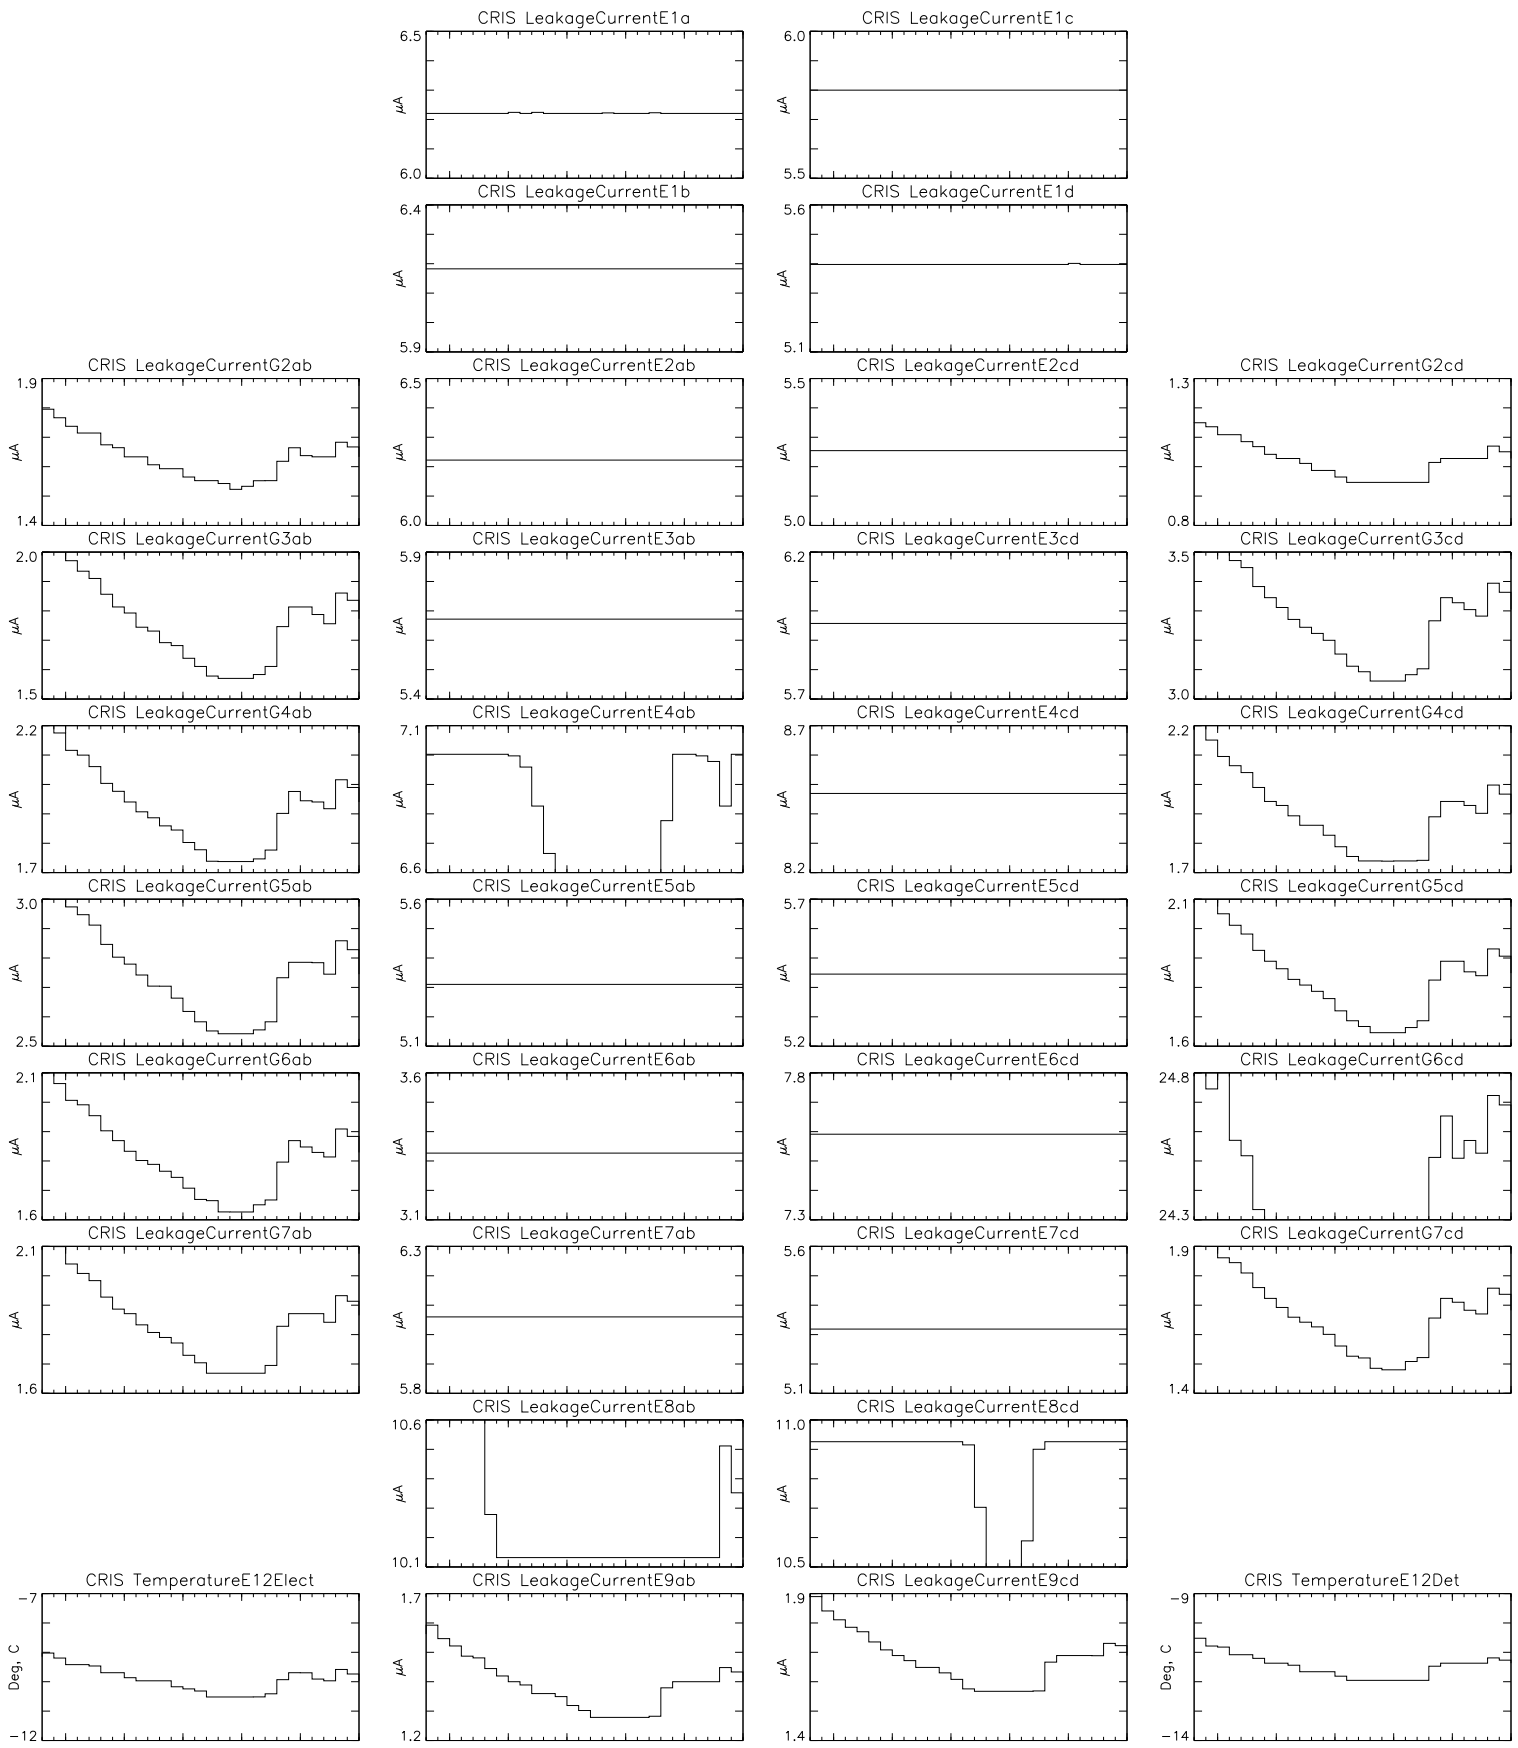 CRIS LeakageCurrentE1a CRIS LeakageCurrentE1c
6.5 6.0
μA μA
6.0 5.5
CRIS LeakageCurrentE1b CRIS LeakageCurrentE1d
6.4 5.6
μA μA
5.9 5.1
CRIS LeakageCurrentG2ab CRIS LeakageCurrentE2ab CRIS LeakageCurrentE2cd CRIS LeakageCurrentG2cd
1.9 6.5 5.5 1.3
μA μA μA μA
1.4 6.0 5.0 0.8
CRIS LeakageCurrentG3ab CRIS LeakageCurrentE3ab CRIS LeakageCurrentE3cd CRIS LeakageCurrentG3cd
2.0 5.9 6.2 3.5
μA μA μA μA
1.5 5.4 5.7 3.0
CRIS LeakageCurrentG4ab CRIS LeakageCurrentE4ab CRIS LeakageCurrentE4cd CRIS LeakageCurrentG4cd
2.2 7.1 8.7 2.2
μA μA μA μA
1.7 6.6 8.2 1.7
CRIS LeakageCurrentG5ab CRIS LeakageCurrentE5ab CRIS LeakageCurrentE5cd CRIS LeakageCurrentG5cd
3.0 5.6 5.7 2.1
μA μA μA μA
2.5 5.1 5.2 1.6
CRIS LeakageCurrentG6ab CRIS LeakageCurrentE6ab CRIS LeakageCurrentE6cd CRIS LeakageCurrentG6cd
2.1 3.6 7.8 24.8
μA μA μA μA
1.6 3.1 7.3 24.3
CRIS LeakageCurrentG7ab CRIS LeakageCurrentE7ab CRIS LeakageCurrentE7cd CRIS LeakageCurrentG7cd
2.1 6.3 5.6 1.9
μA μA μA μA
1.6 5.8 5.1 1.4
CRIS LeakageCurrentE8ab CRIS LeakageCurrentE8cd
10.6 11.0
μA μA
10.1 10.5
CRIS TemperatureE12Elect CRIS LeakageCurrentE9ab CRIS LeakageCurrentE9cd CRIS TemperatureE12Det
−7 1.7 1.9 −9
Deg, C μA μA Deg, C
−12 1.2 1.4 −14